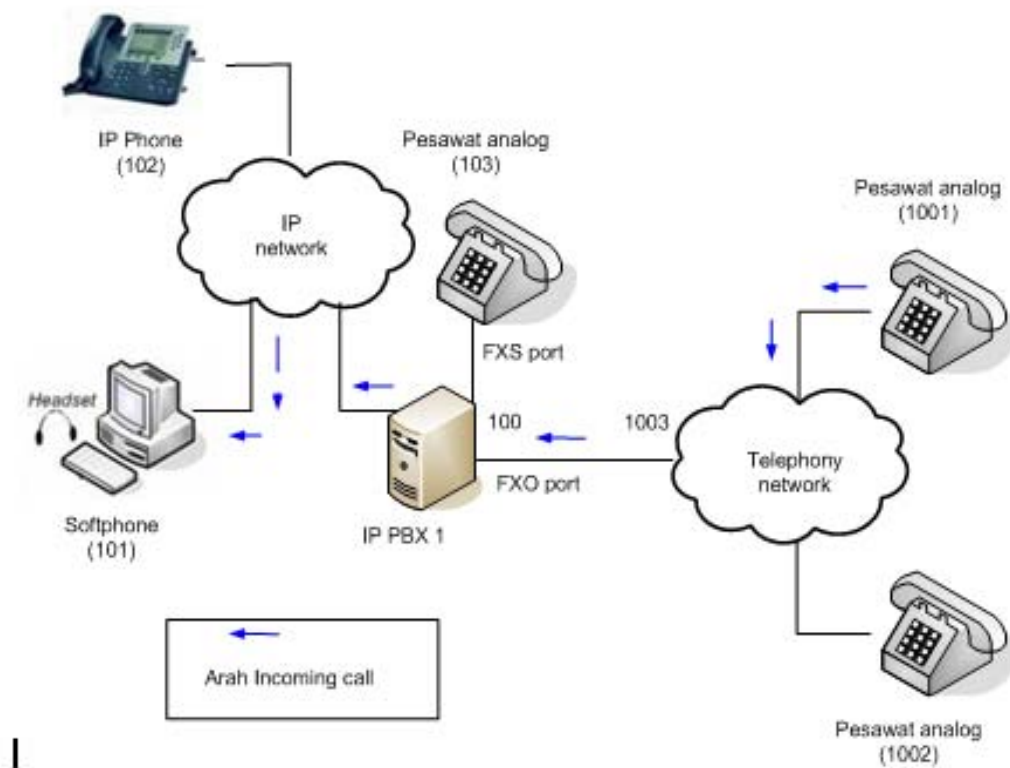 IP Phone
(102)
Pesawat analog
(103)
Pesawat analog
(1001)
IP
network
FXS port
Headset
100
1003
Telephony
network
FXO port
Softphone
(101)
IP PBX 1
Arah Incoming call
Pesawat analog
(1002)